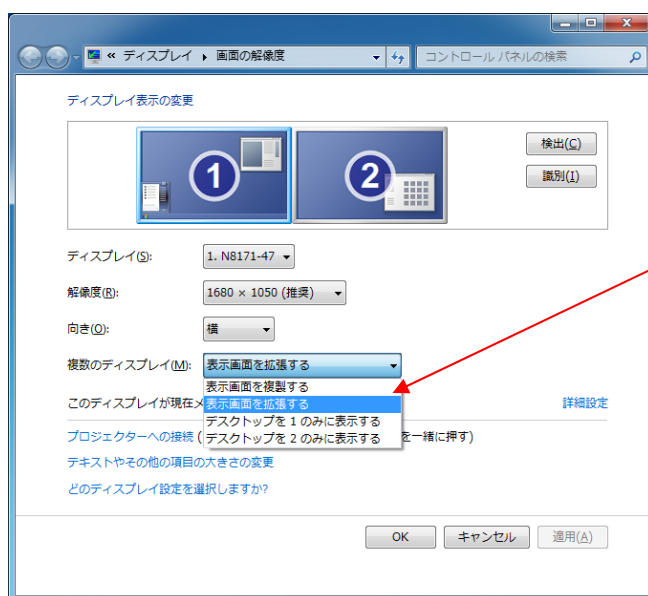 « ディスプレイ ▸ 画面の解像度
コントロール パネルの検索
ディスプレイ表示の変更
1
2
検出(C)
識別(I)
ディスプレイ(S): 1. N8171-47
解像度(R): 1680 × 1050 (推奨)
向き(O): 横
複数のディスプレイ(M): 表示画面を拡張する
表示画面を複製する
このディスプレイが現在メ 表示画面を拡張する 詳細設定
デスクトップを 1 のみに表示する
プロジェクターへの接続 ( デスクトップを 2 のみに表示する を一緒に押す)
テキストやその他の項目の大きさの変更
どのディスプレイ設定を選択しますか?
OK キャンセル 適用(A)